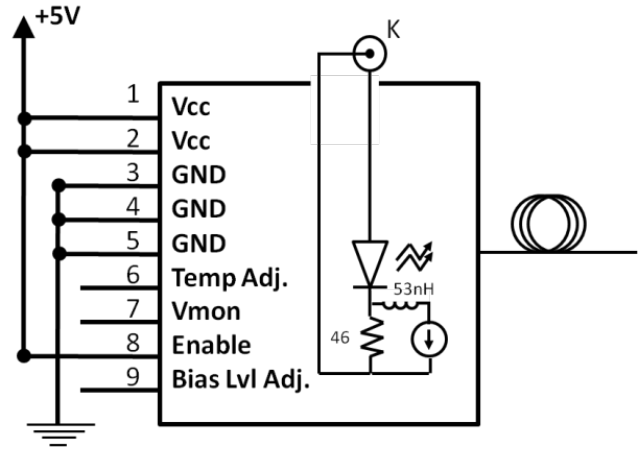 +5V
K
1 Vcc
2 Vcc
3 GND
4 GND
5 GND
6 Temp Adj.
7 Vmon
8 Enable
9 Bias Lvl Adj.
53nH
46